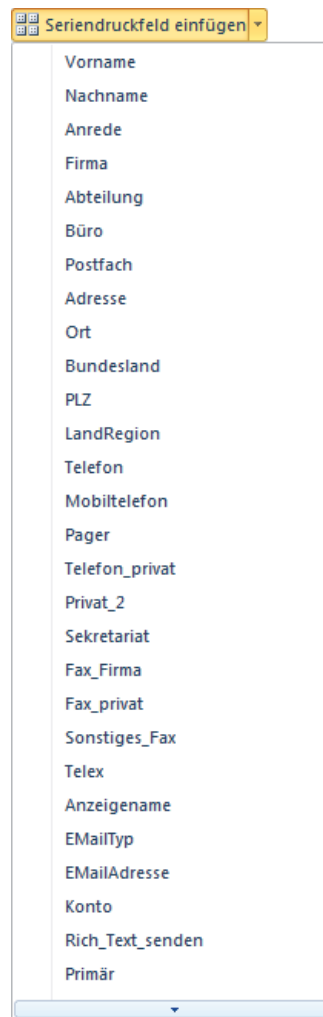 Seriendruckfeld einfügen
Vorname
Nachname
Anrede
Firma
Abteilung
Büro
Postfach
Adresse
Ort
Bundesland
PLZ
LandRegion
Telefon
Mobiltelefon
Pager
Telefon_privat
Privat_2
Sekretariat
Fax_Firma
Fax_privat
Sonstiges_Fax
Telex
Anzeigename
EMailTyp
EMailAdresse
Konto
Rich_Text_senden
Primär